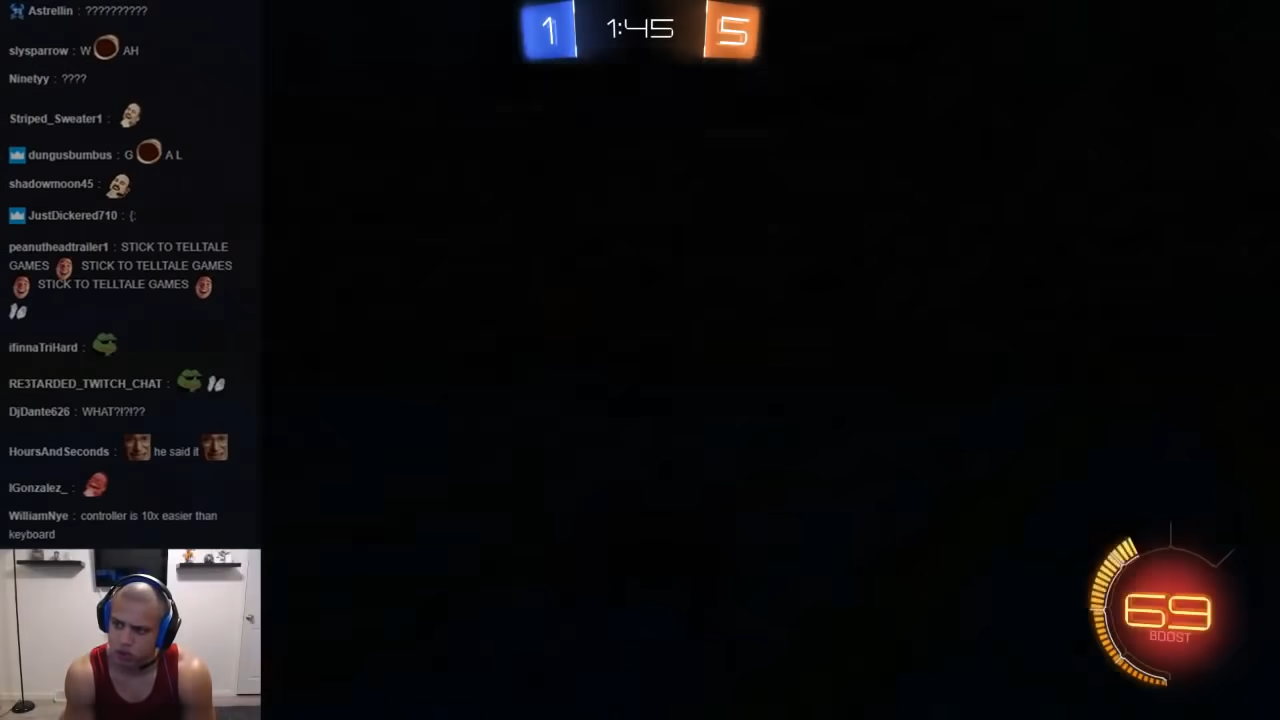 Astrellin : ??????????
slysparrow : W AH
Ninetyy : ????
Striped_Sweater1 :
dungusbumbus : G A L
shadowmoon45 :
JustDickered710 : {;
peanutheadtrailer1 : STICK TO TELLTALE
GAMES STICK TO TELLTALE GAMES
STICK TO TELLTALE GAMES
ifinnaTriHard :
RE3TARDED_TWITCH_CHAT :
DjDante626 : WHAT?!?!??
HoursAndSeconds : he said it
IGonzalez_ :
WilliamNye : controller is 10x easier than
keyboard
1 1:45 5
69
BOOST